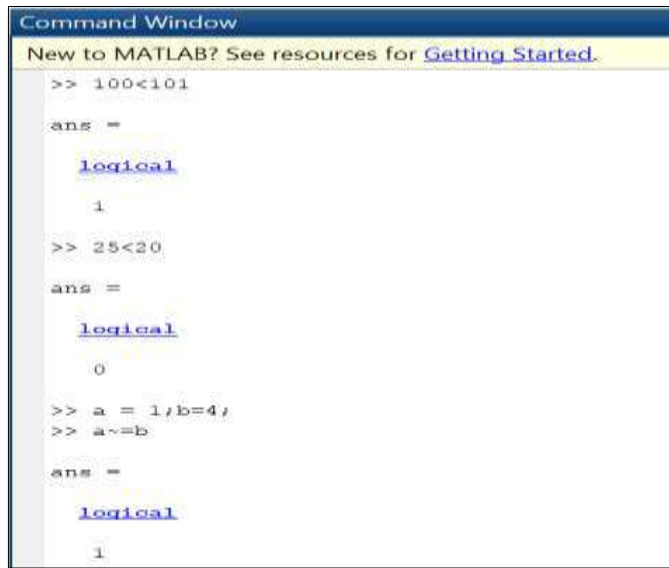 Command Window
New to MATLAB? See resources for Getting Started.
>> 100<101
ans =
logical
1
>> 25<20
ans =
logical
0
>> a = 1;b=4;
>> a~=b
ans =
logical
1